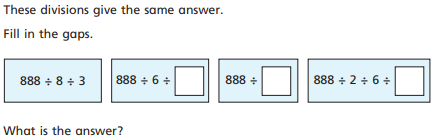 These divisions give the same answer.
Fill in the gaps.
888 ÷ 8 ÷ 3 888 ÷ 6 ÷ 888 ÷ 888 ÷ 2 ÷ 6 ÷
What is the answer?